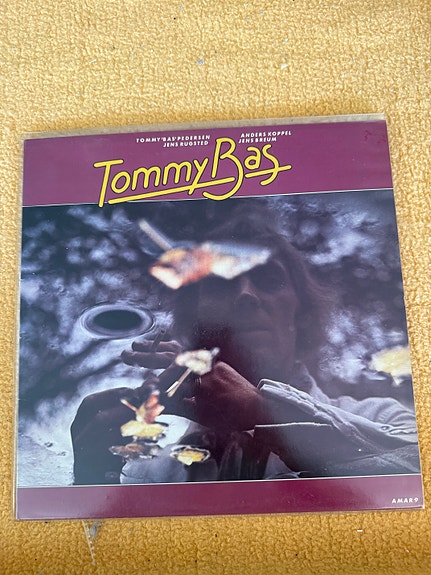 TOMMY 'BAS' PEDERSEN ANDERS KOPPEL
JENS RUGSTED JENS BREUM
Tommy Bas
AMAR 9